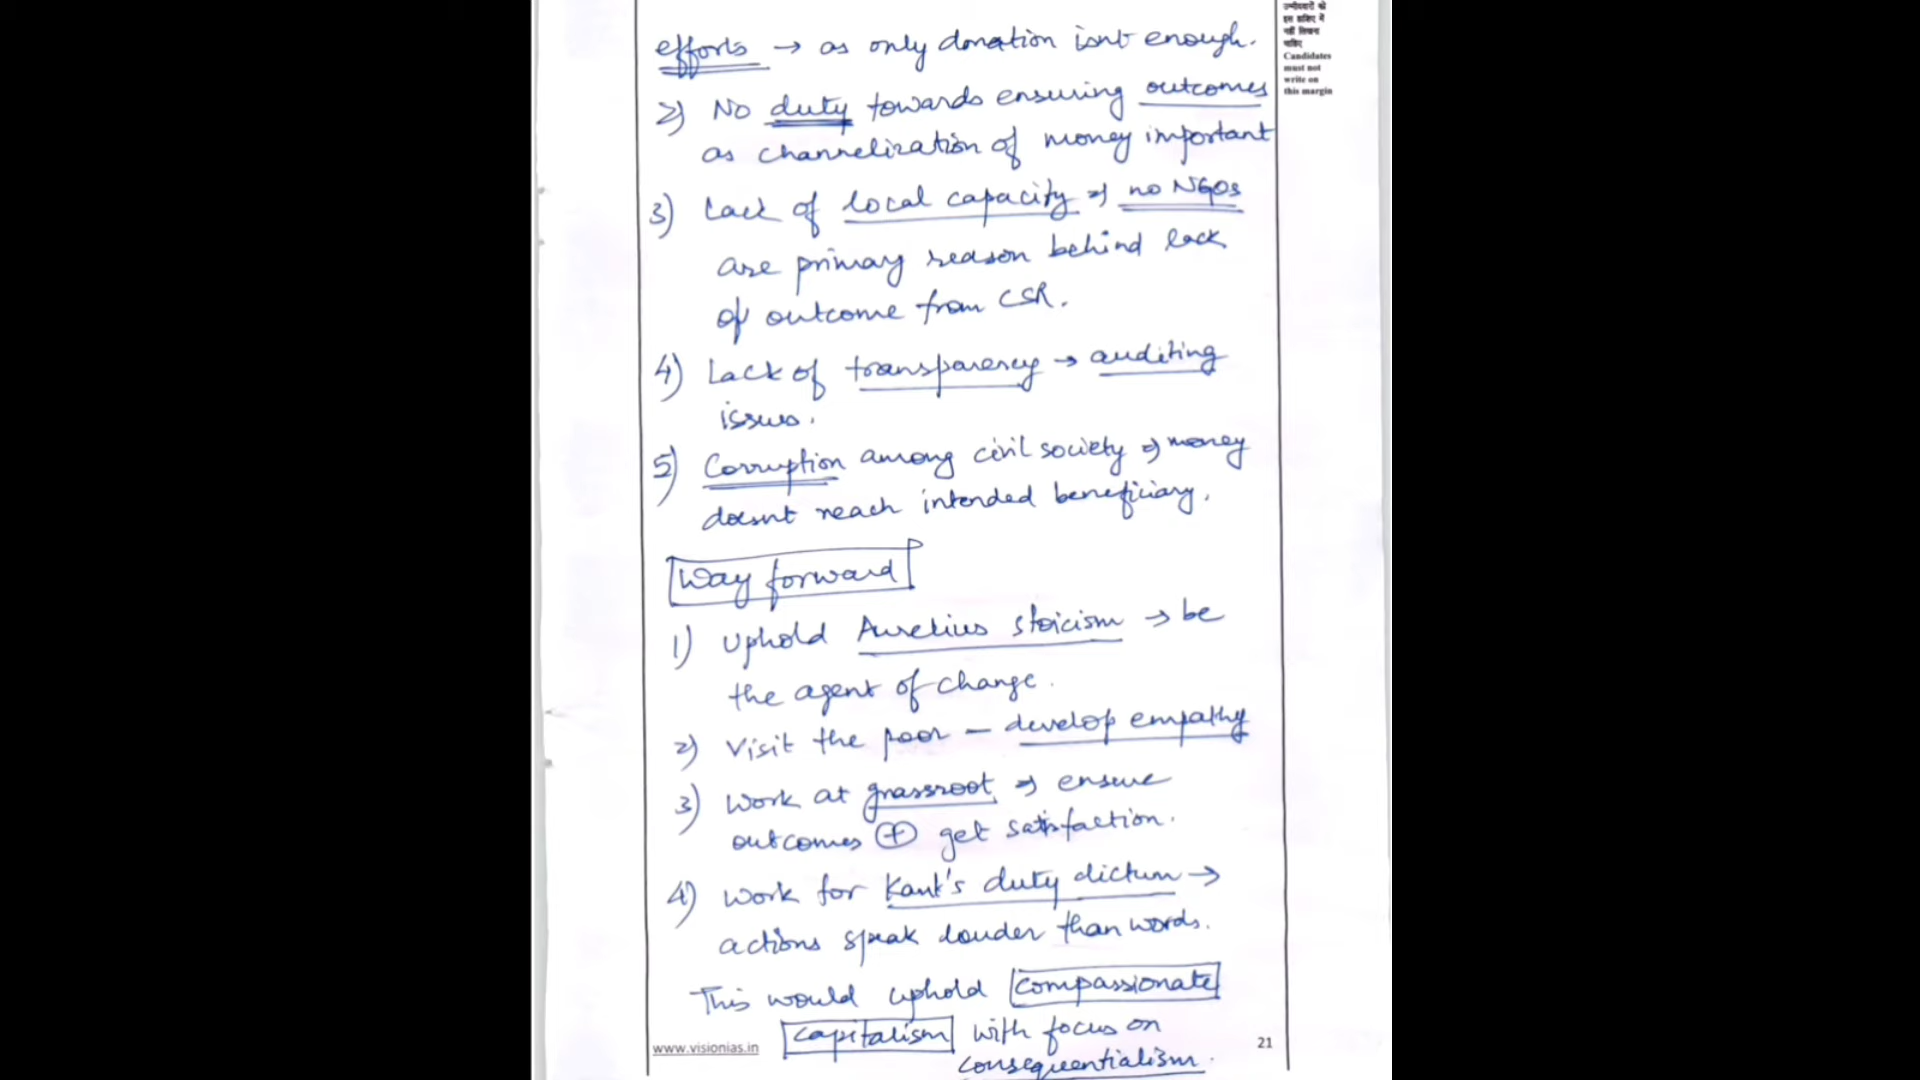 efforts → as only donation isnt enough.
2) No duty towards ensuring outcomes
as channelization of money important
3) Lack of local capacity ⇒ no NGOs
are primary reason behind lack
of outcome from CSR.
4) Lack of transparency → auditing
issues.
5) Corruption among civil society ⇒ money
doesnt reach intended beneficiary.
Way forward
1) Uphold Aurelius stoicism → be
the agent of change.
2) Visit the poor – develop empathy
3) Work at grassroot ⇒ ensure
outcomes ⊕ get satisfaction.
4) Work for Kant's duty dictum →
actions speak louder than words.
This would uphold compassionate
capitalism with focus on
consequentialism.
www.visionias.in
21
उम्मीदवारों को
इस हाशिए में
नहीं लिखना
चाहिए
Candidates
must not
write on
this margin